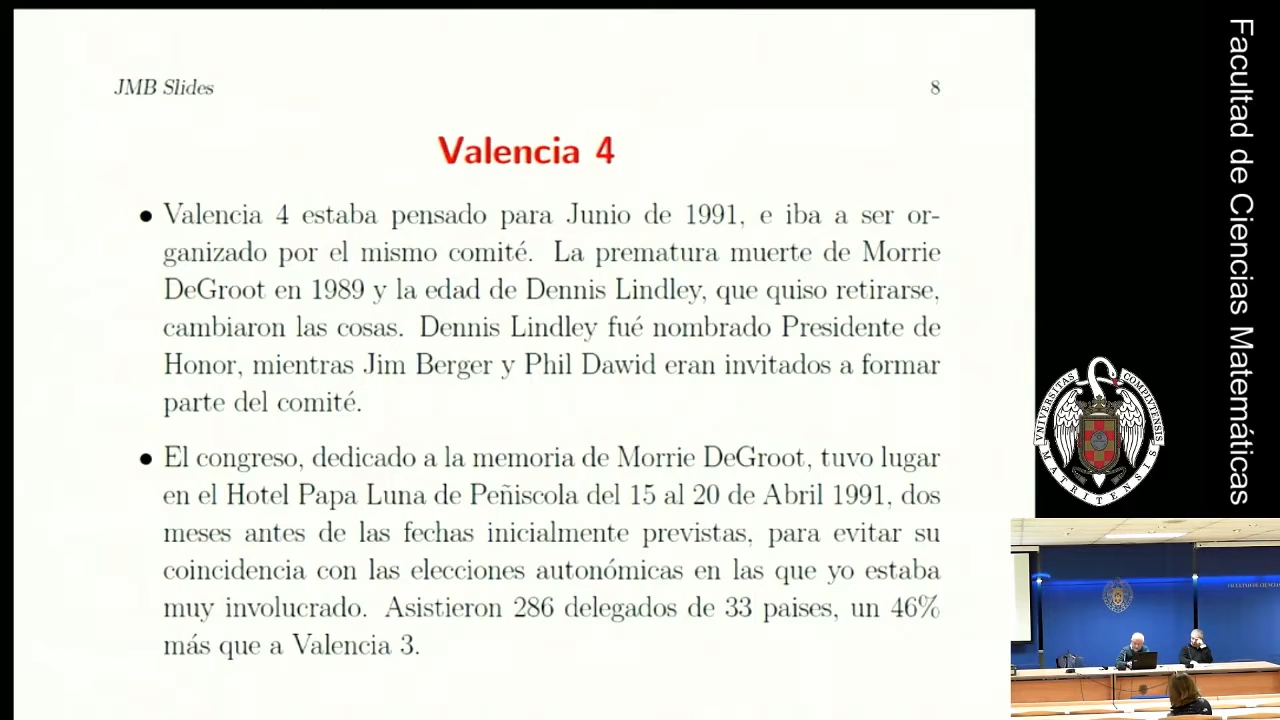 JMB Slides 8
Valencia 4
• Valencia 4 estaba pensado para Junio de 1991, e iba a ser or-
ganizado por el mismo comité. La prematura muerte de Morrie
DeGroot en 1989 y la edad de Dennis Lindley, que quiso retirarse,
cambiaron las cosas. Dennis Lindley fué nombrado Presidente de
Honor, mientras Jim Berger y Phil Dawid eran invitados a formar
parte del comité.
• El congreso, dedicado a la memoria de Morrie DeGroot, tuvo lugar
en el Hotel Papa Luna de Peñiscola del 15 al 20 de Abril 1991, dos
meses antes de las fechas inicialmente previstas, para evitar su
coincidencia con las elecciones autonómicas en las que yo estaba
muy involucrado. Asistieron 286 delegados de 33 paises, un 46%
más que a Valencia 3.
Facultad de Ciencias Matemáticas
VNIVERSITAS COMPLVTENSIS
MATRITENSIS